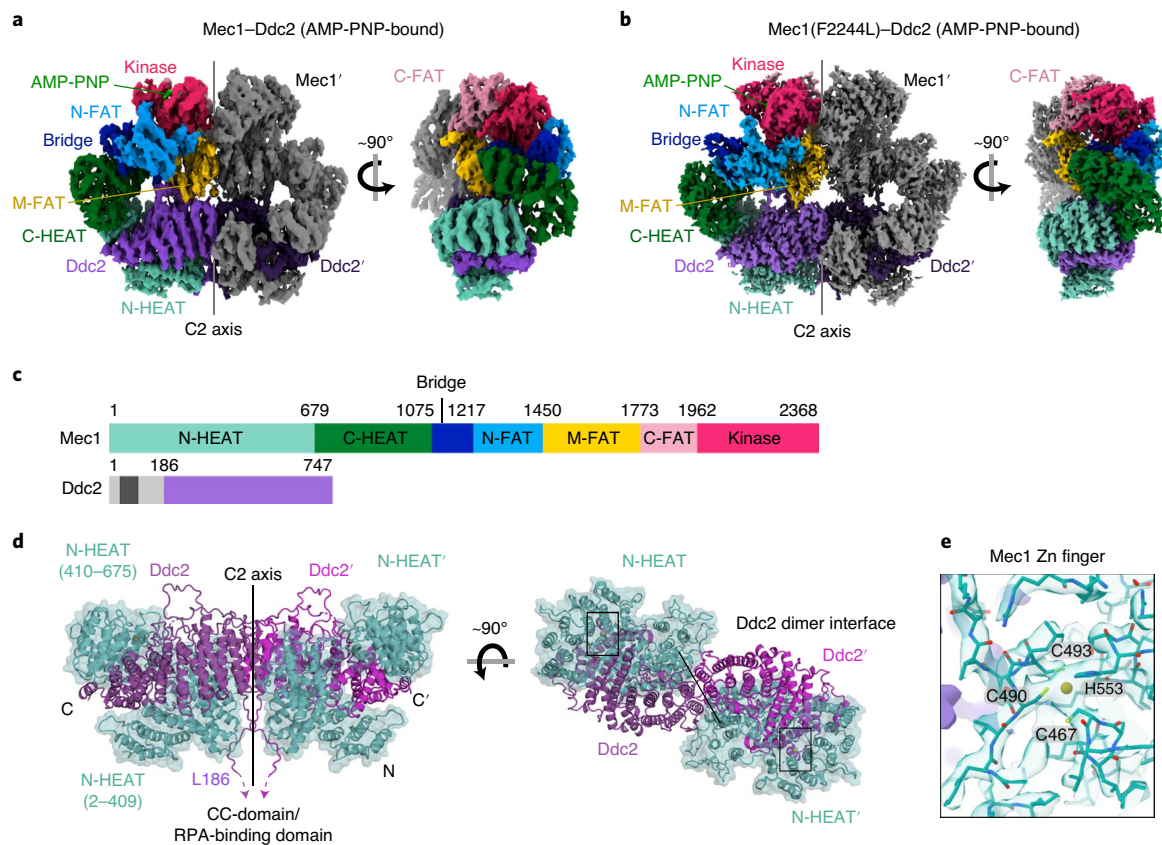 a
Mec1–Ddc2 (AMP-PNP-bound)
Kinase
AMP-PNP
N-FAT
Bridge
M-FAT
C-HEAT
Ddc2
N-HEAT
Mec1′
Ddc2′
C2 axis
~90°
C-FAT
b
Mec1(F2244L)–Ddc2 (AMP-PNP-bound)
Kinase
AMP-PNP
N-FAT
Bridge
M-FAT
C-HEAT
Ddc2
N-HEAT
Mec1′
Ddc2′
C2 axis
~90°
C-FAT
c
Bridge
1 679 1075 1217 1450 1773 1962 2368
Mec1 N-HEAT C-HEAT N-FAT M-FAT C-FAT Kinase
1 186 747
Ddc2
d
N-HEAT
(410–675)
Ddc2
C2 axis
Ddc2′
N-HEAT′
C
C′
N-HEAT
(2–409)
L186
N
CC-domain/
RPA-binding domain
~90°
N-HEAT
Ddc2 dimer interface
Ddc2′
Ddc2
N-HEAT′
e
Mec1 Zn finger
C493
C490
H553
C467